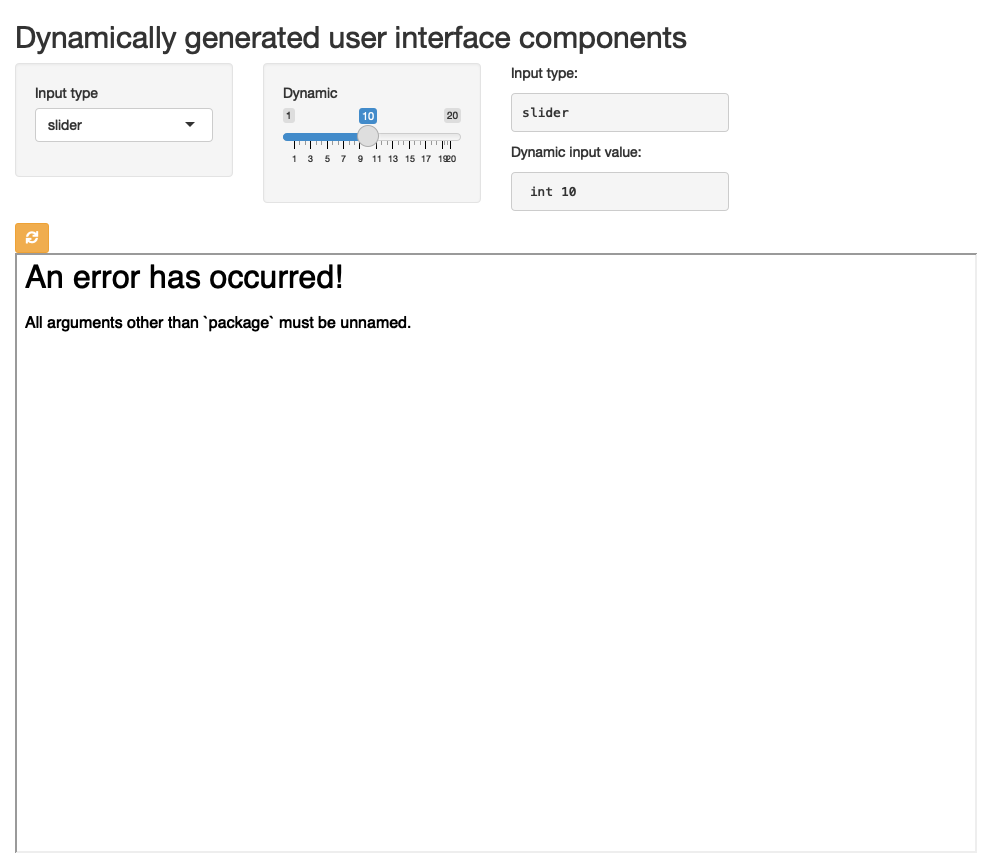 Dynamically generated user interface components
Input type
slider
Dynamic
1 10 20
1 3 5 7 9 11 13 15 17 19 20
Input type:
slider
Dynamic input value:
int 10
An error has occurred!
All arguments other than `package` must be unnamed.